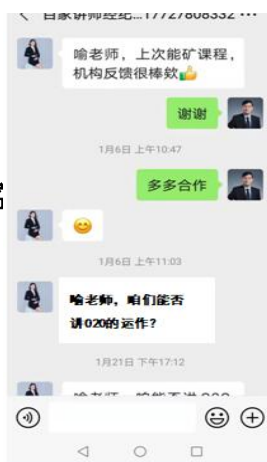 百家讲师经纪...17727808332...
喻老师，上次能矿课程，
机构反馈很棒欸👍
谢谢
1月6日 上午10:47
多多合作
1月6日 上午11:03
喻老师，咱们能否
讲020的运作？
1月21日 下午17:12